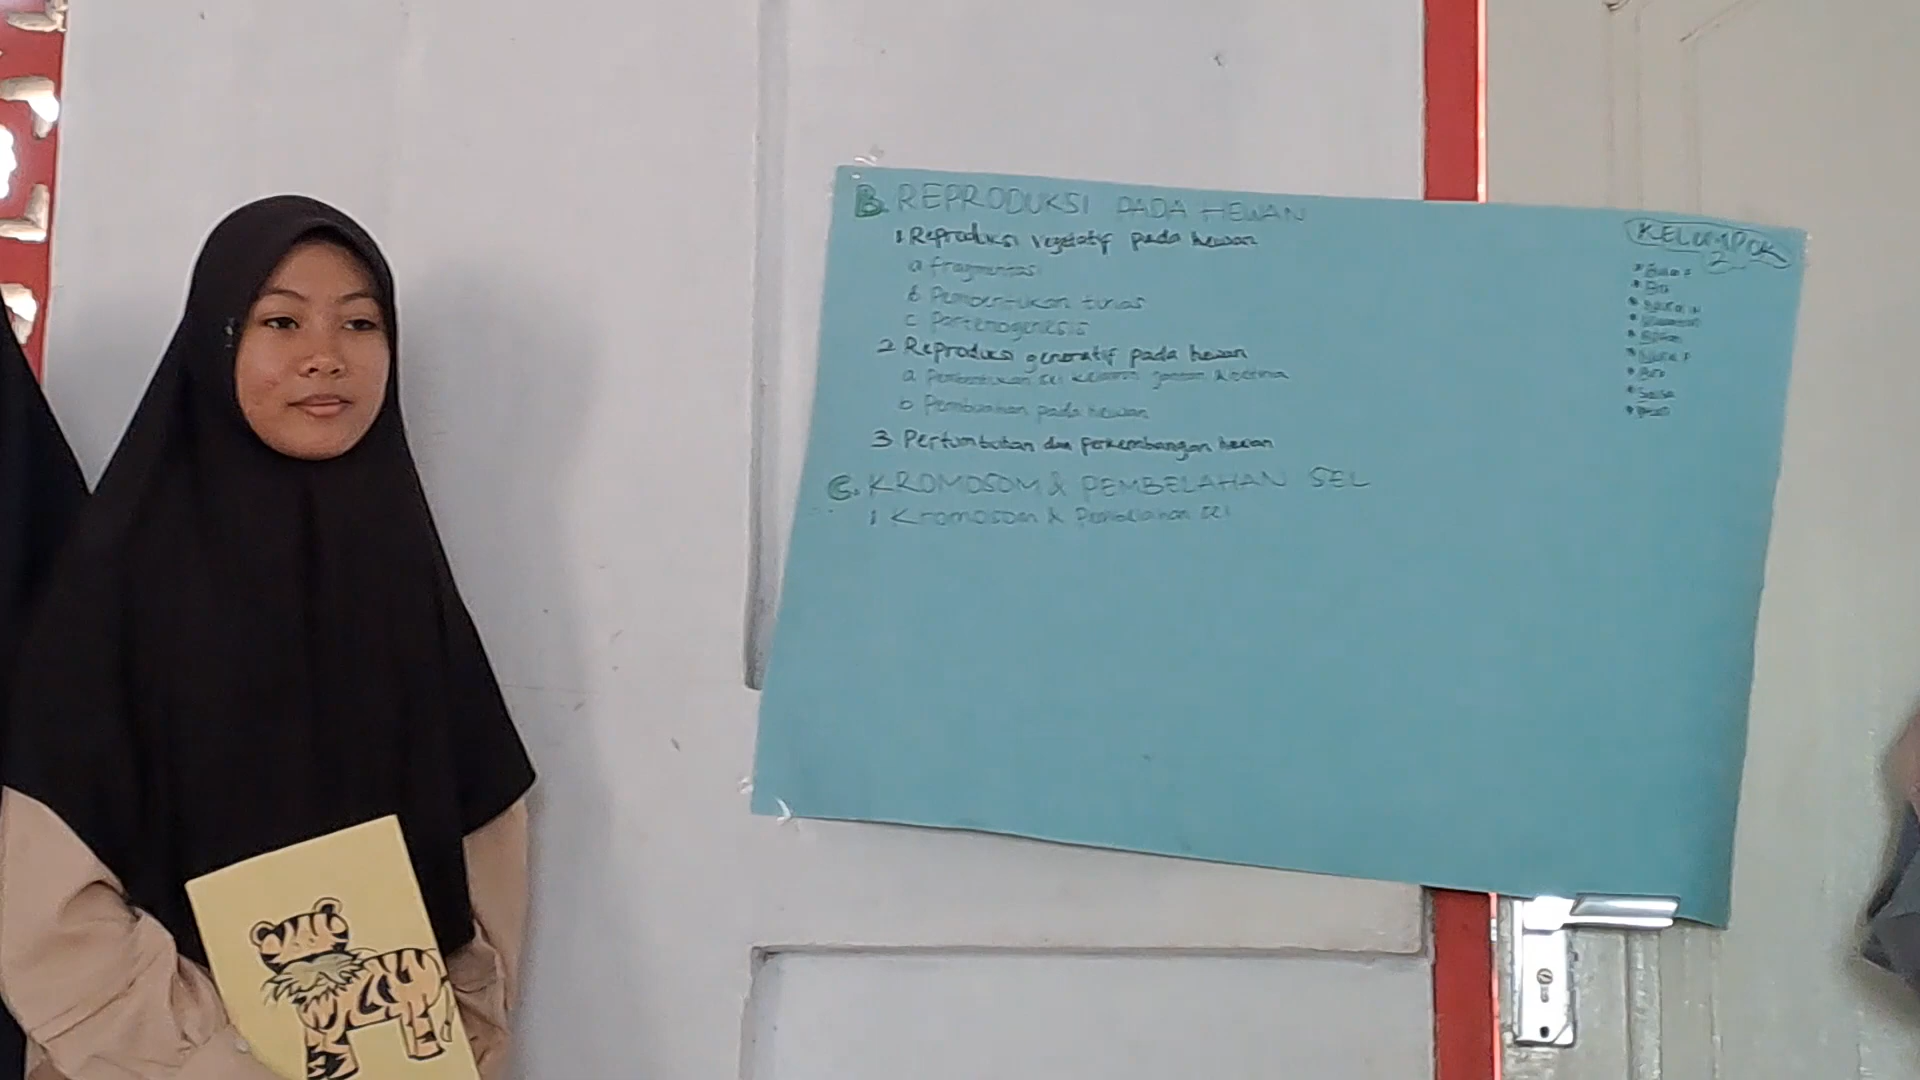 B. REPRODUKSI PADA HEWAN
1 Reproduksi vegetatif pada hewan
a fragmentasi
b Pembentukan tunas
c Partenogenesis
2 Reproduksi generatif pada hewan
a Pembentukan sel kelamin jantan & betina
b Pembuahan pada hewan
3 Pertumbuhan dan perkembangan hewan
C. KROMOSOM & PEMBELAHAN SEL
1 Kromosom & Pembelahan sel
KELOMPOK
2
• Salsa